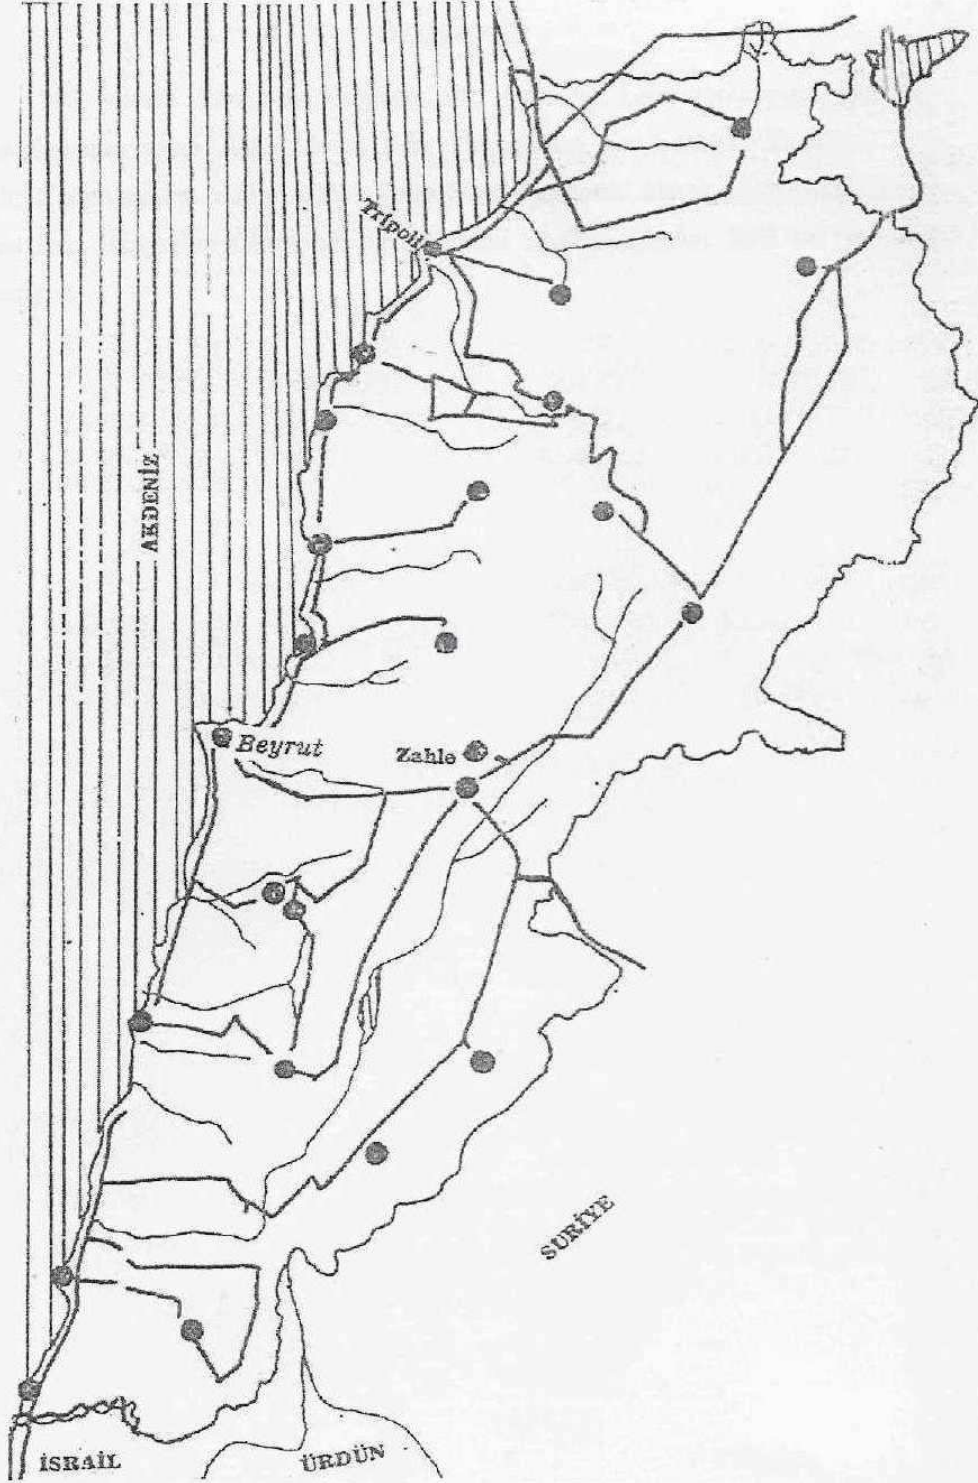 Tripoli
AKDENİZ
Beyrut
Zahle
SURİYE
İSRAİL
ÜRDÜN